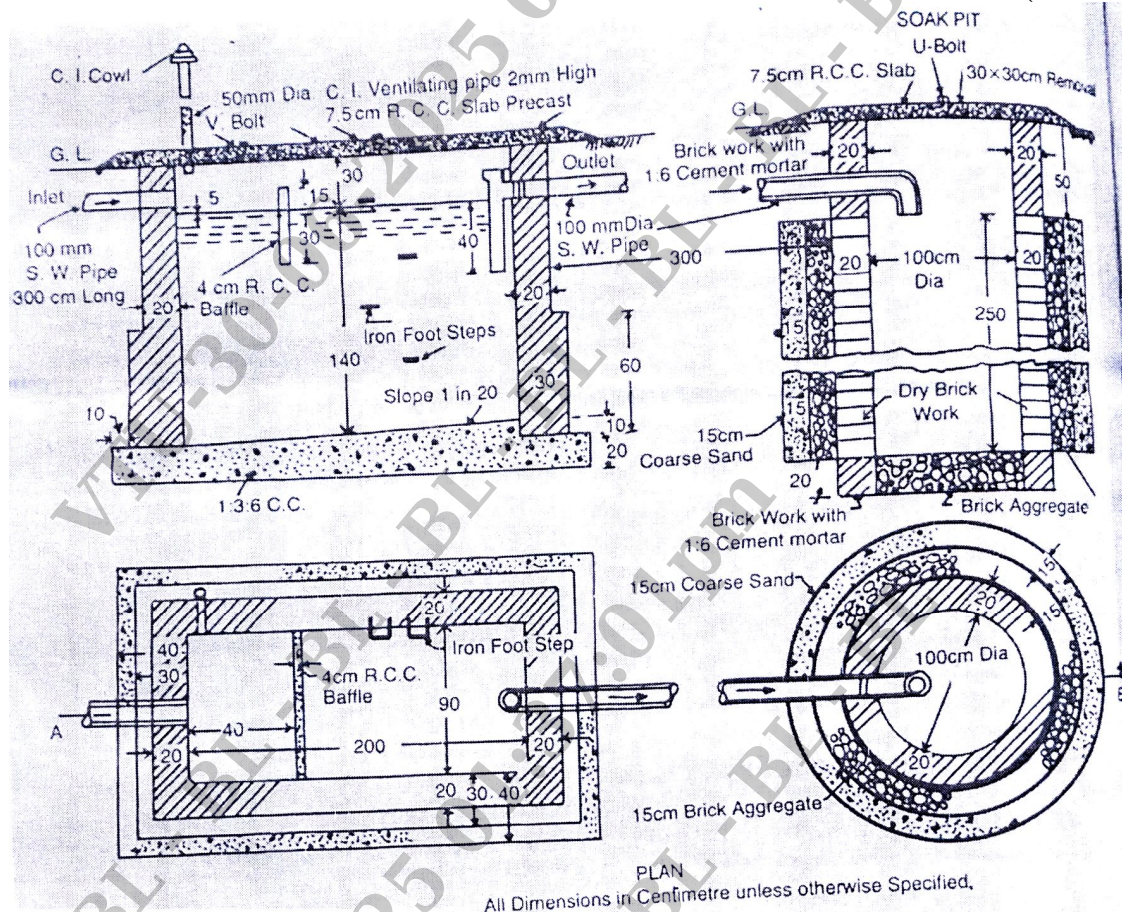 SOAK PIT
U-Bolt
C. I. Cowl
7.5cm R.C.C. Slab
30×30cm Removal
50mm Dia C. I. Ventilating pipe 2mm High
V. Bolt
7.5cm R. C. C. Slab Precast
G. L.
G.L.
30
Outlet
Brick work with
1:6 Cement mortar
20
20
50
Inlet
5
15
30
40
100 mm
S. W. Pipe
300 cm Long
100 mmDia
S. W. Pipe
300
20
100cm
Dia
20
4 cm R. C. C.
Baffle
20
20
15
250
Iron Foot Steps
140
60
30
Slope 1 in 20
10
10
20
15
Dry Brick
Work
15cm
Coarse Sand
20
1:3:6 C.C.
Brick Work with
1:6 Cement mortar
Brick Aggregate
15cm Coarse Sand
15
15
20
20
40
30
Iron Foot Step
4cm R.C.C.
Baffle
90
100cm Dia
A
40
200
20
20
20
30
40
20
15cm Brick Aggregate
PLAN
All Dimensions in Centimetre unless otherwise Specified.